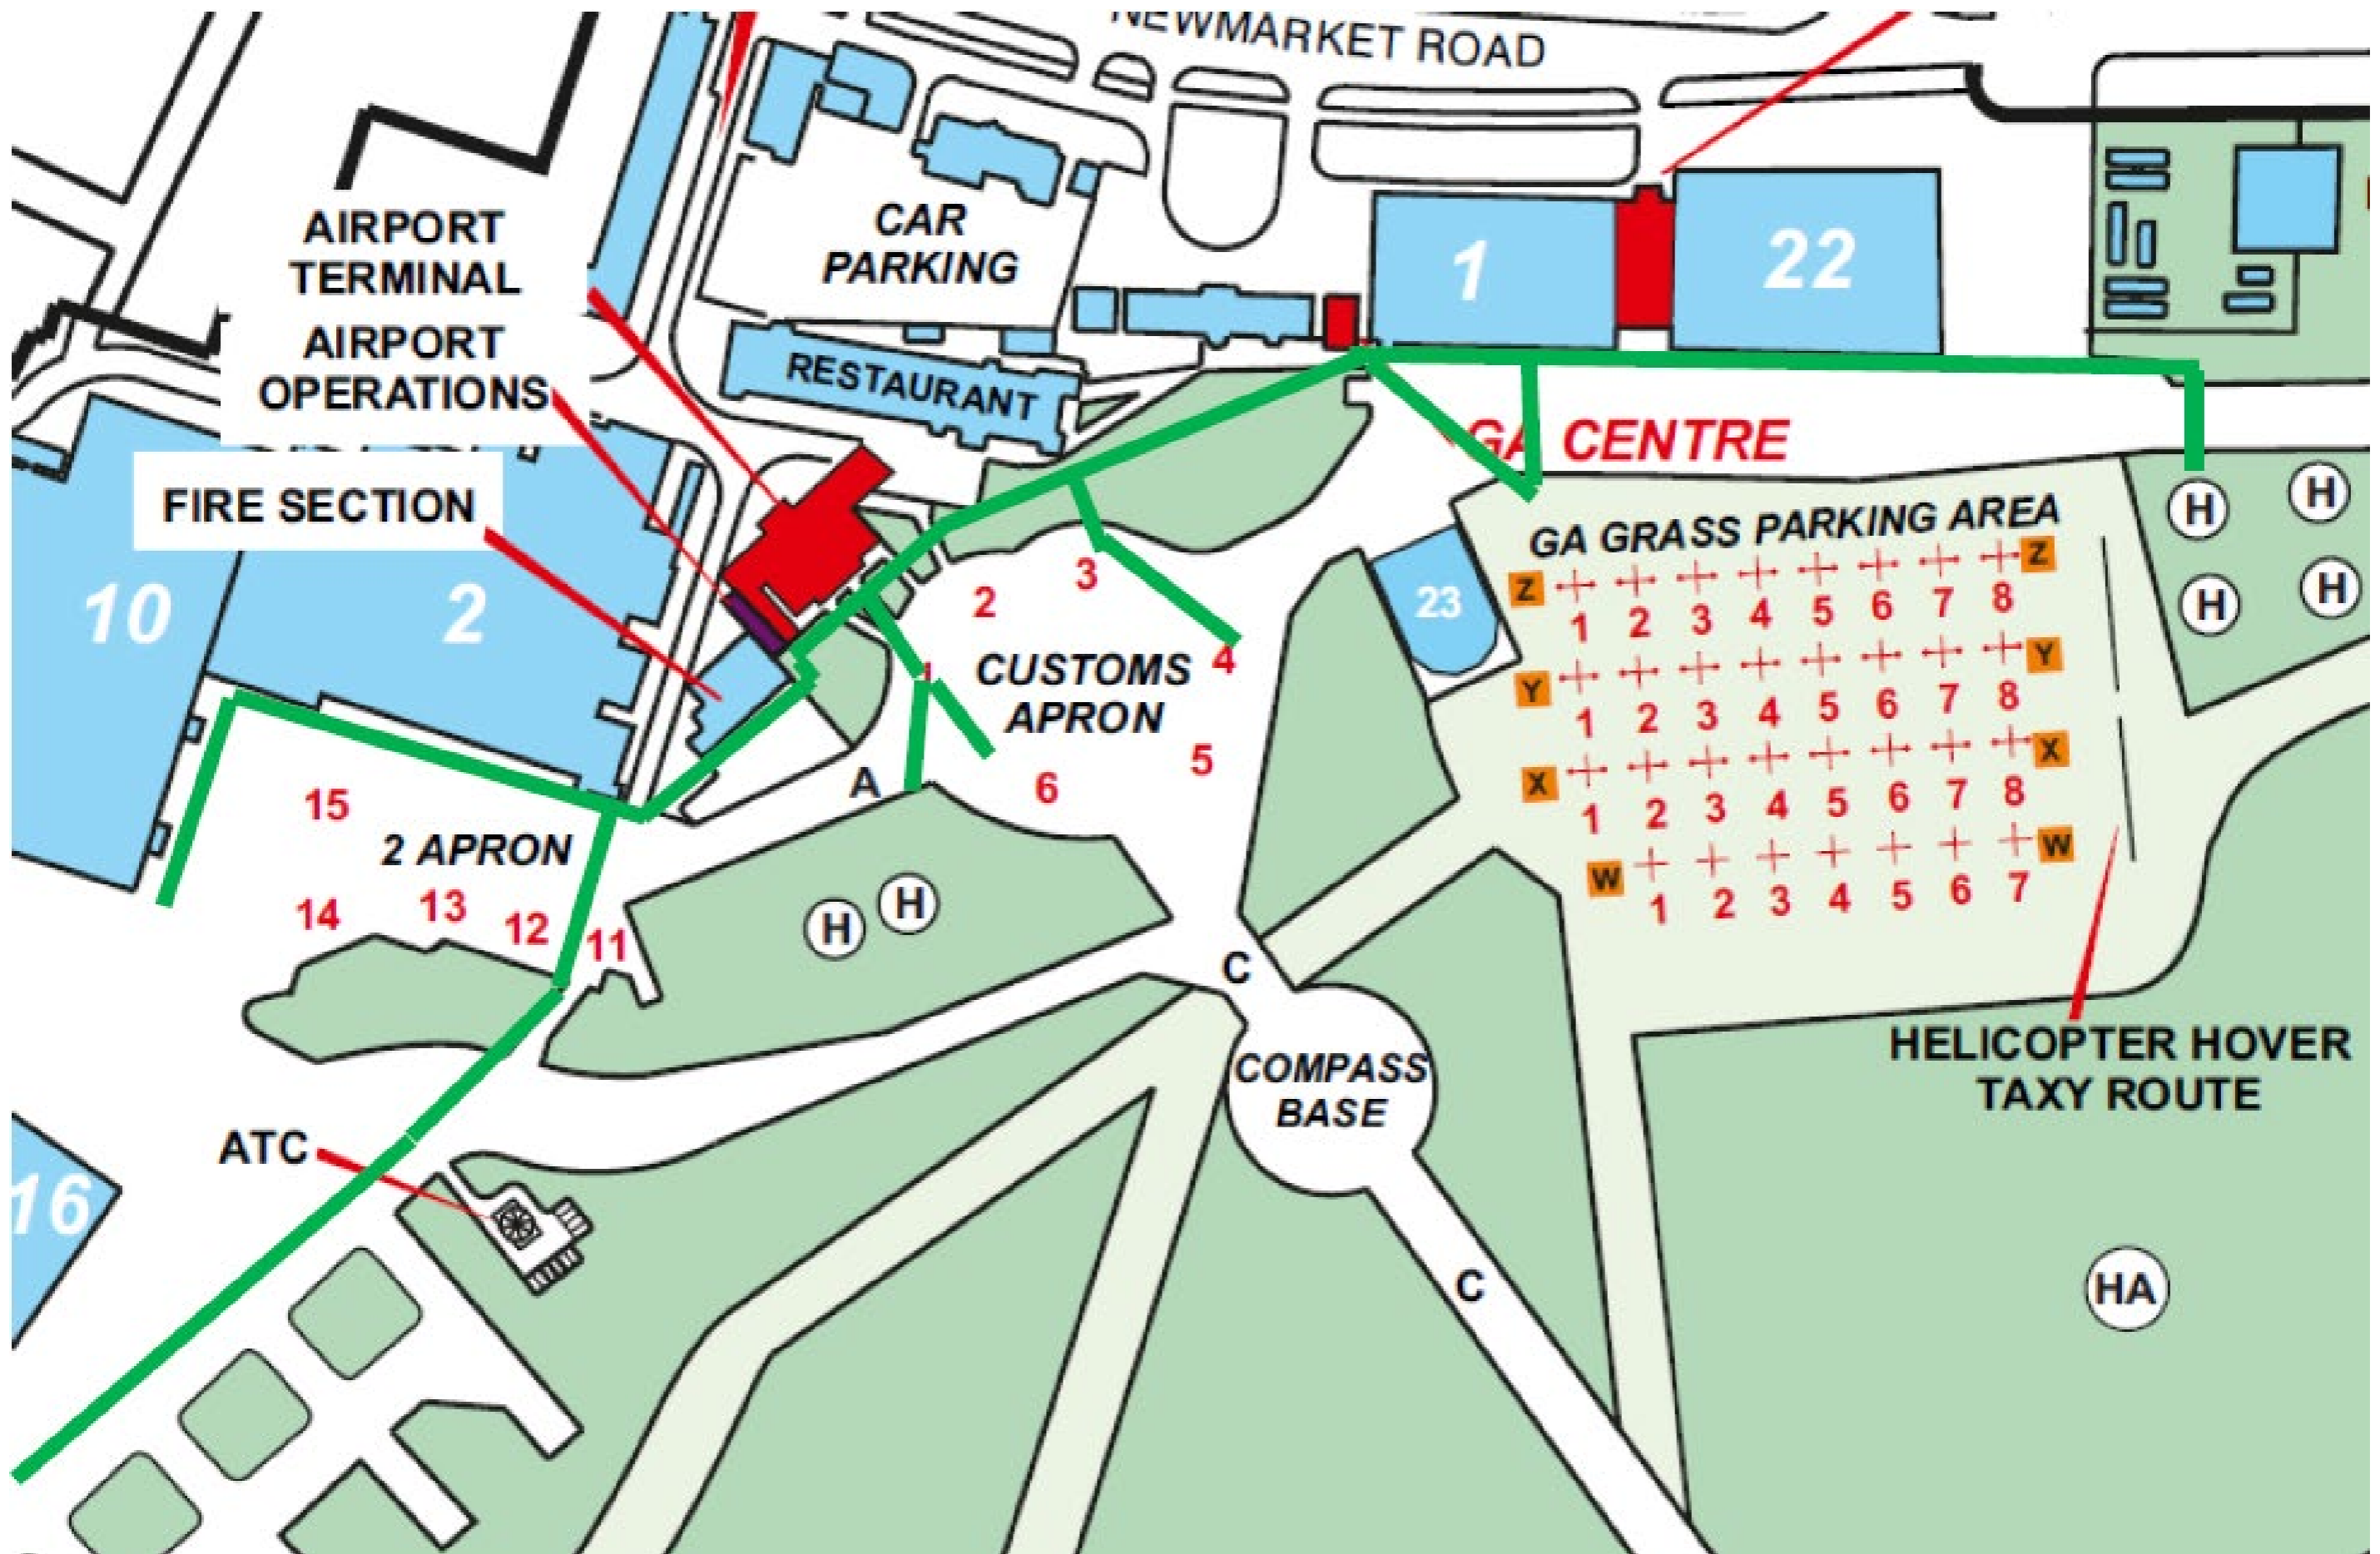 NEWMARKET ROAD
AIRPORT
TERMINAL
AIRPORT
OPERATIONS
FIRE SECTION
CAR
PARKING
RESTAURANT
1
22
10
2
GA CENTRE
GA GRASS PARKING AREA
23
Z
Z
1 2 3 4 5 6 7 8
Y
Y
1 2 3 4 5 6 7 8
X
X
1 2 3 4 5 6 7 8
W
W
1 2 3 4 5 6 7
H
H
H
H
2
3
1
4
CUSTOMS
APRON
5
6
A
15
2 APRON
14
13
12
11
H
H
C
COMPASS
BASE
HELICOPTER HOVER
TAXY ROUTE
ATC
16
C
HA